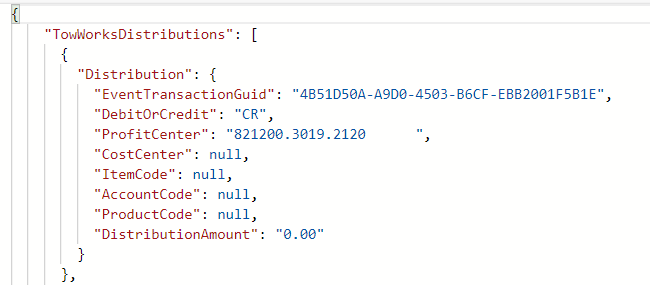 {
"TowWorksDistributions": [
{
"Distribution": {
"EventTransactionGuid": "4B51D50A-A9D0-4503-B6CF-EBB2001F5B1E",
"DebitOrCredit": "CR",
"ProfitCenter": "821200.3019.2120      ",
"CostCenter": null,
"ItemCode": null,
"AccountCode": null,
"ProductCode": null,
"DistributionAmount": "0.00"
}
},